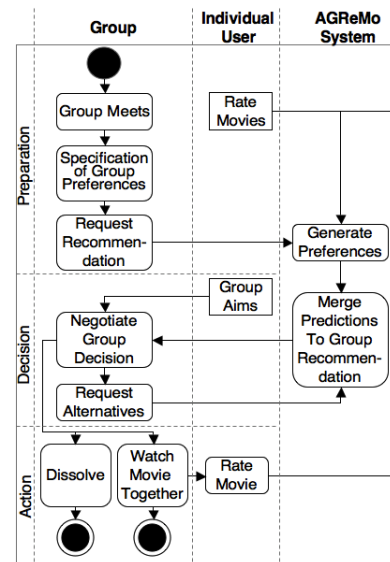 Group
Individual
User
AGReMo
System
Preparation
Group Meets
Rate
Movies
Specification
of Group
Preferences
Request
Recommen-
dation
Generate
Preferences
Decision
Group
Aims
Negotiate
Group
Decision
Merge
Predictions
To Group
Recommen-
dation
Request
Alternatives
Action
Dissolve
Watch
Movie
Together
Rate
Movie